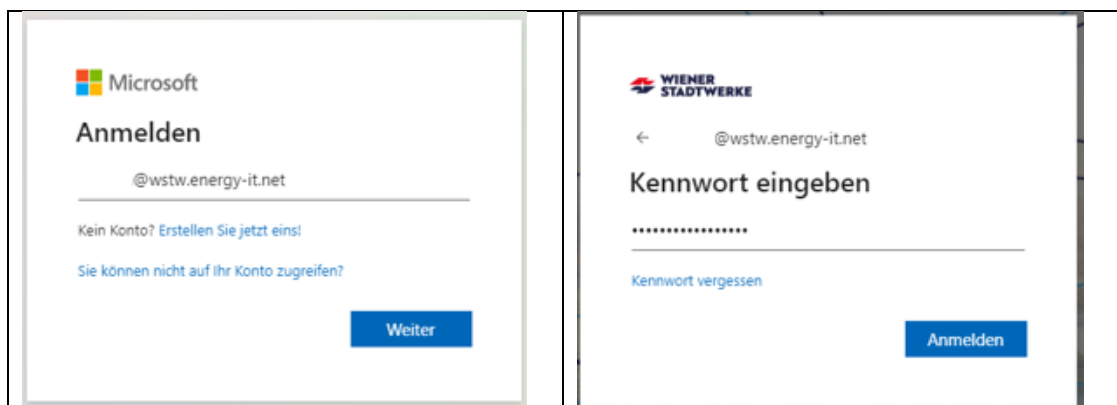 Microsoft
Anmelden
@wstw.energy-it.net
Kein Konto? Erstellen Sie jetzt eins!
Sie können nicht auf Ihr Konto zugreifen?
Weiter
WIENER
STADTWERKE
← @wstw.energy-it.net
Kennwort eingeben
•••••••••••••••••
Kennwort vergessen
Anmelden